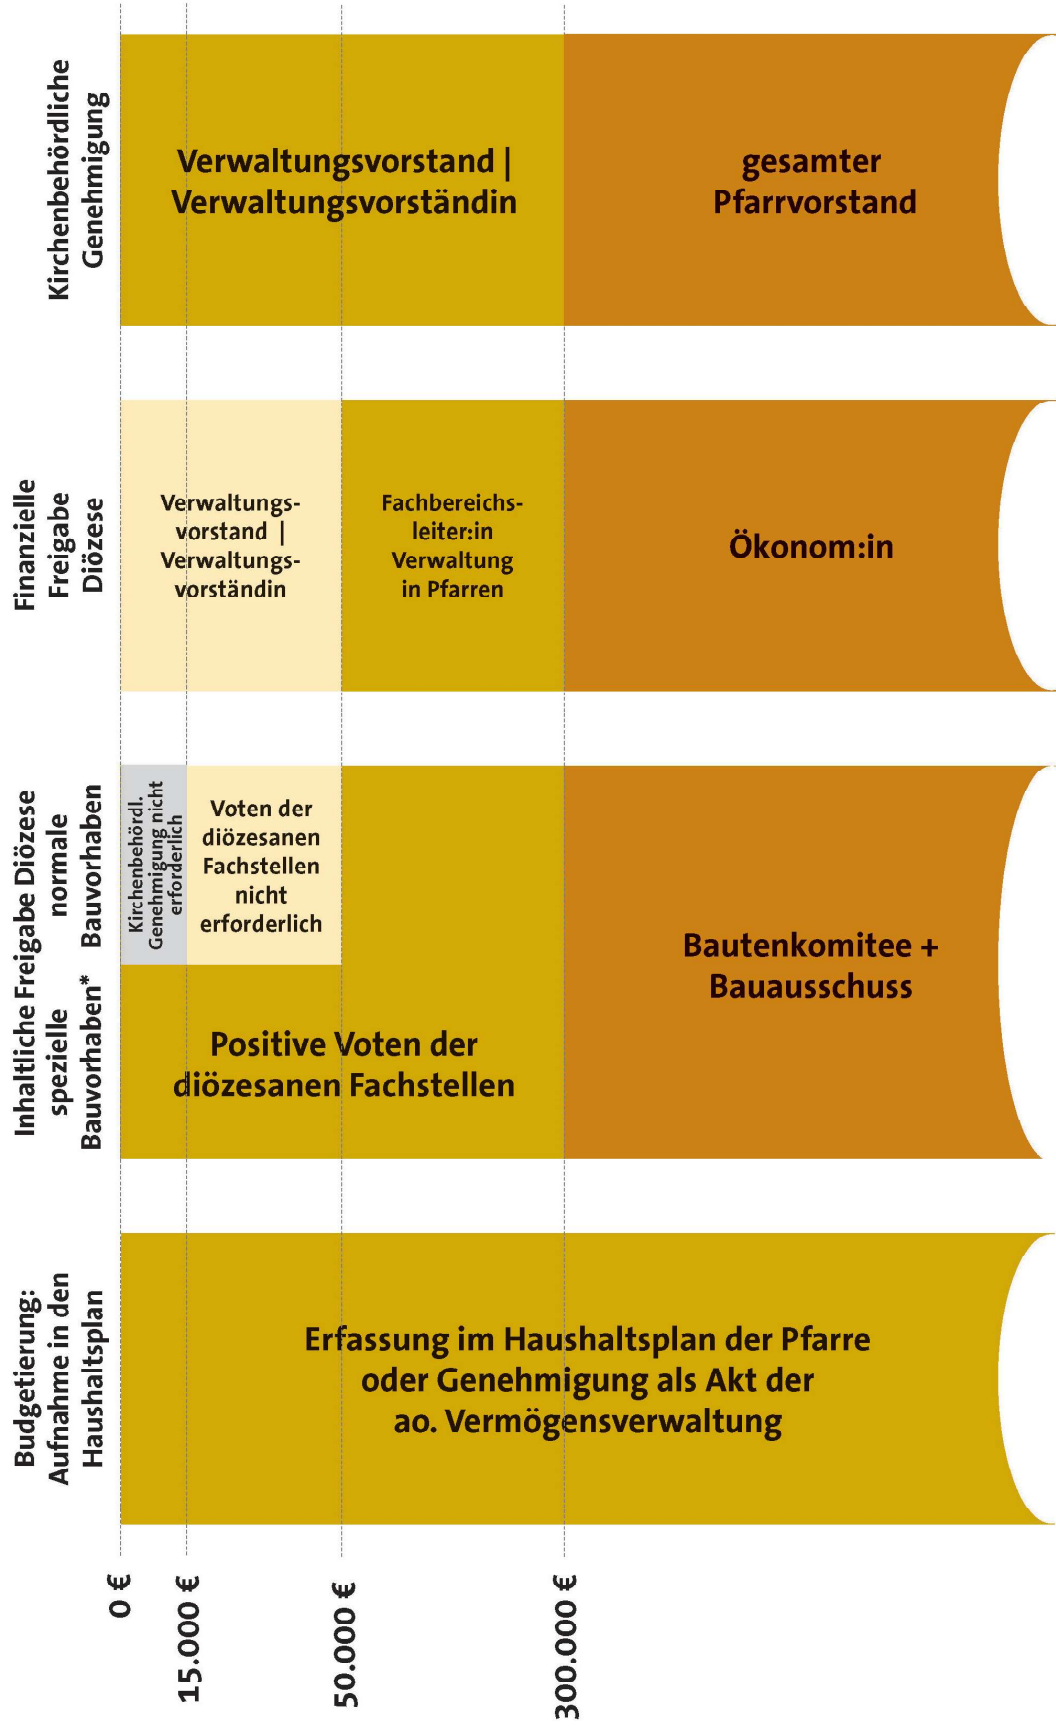 Kirchenbehördliche
Genehmigung
Verwaltungsvorstand |
Verwaltungsvorständin
gesamter
Pfarrvorstand
Finanzielle
Freigabe
Diözese
Verwaltungs-
vorstand |
Verwaltungs-
vorständin
Fachbereichs-
leiter:in
Verwaltung
in Pfarren
Ökonom:in
Inhaltliche Freigabe Diözese
normale
Bauvorhaben
spezielle
Bauvorhaben*
Kirchenbehördl.
Genehmigung nicht
erforderlich
Voten der
diözesanen
Fachstellen
nicht
erforderlich
Positive Voten der
diözesanen Fachstellen
Bautenkomitee +
Bauausschuss
Budgetierung:
Aufnahme in den
Haushaltsplan
Erfassung im Haushaltsplan der Pfarre
oder Genehmigung als Akt der
ao. Vermögensverwaltung
0 €
15.000 €
50.000 €
300.000 €